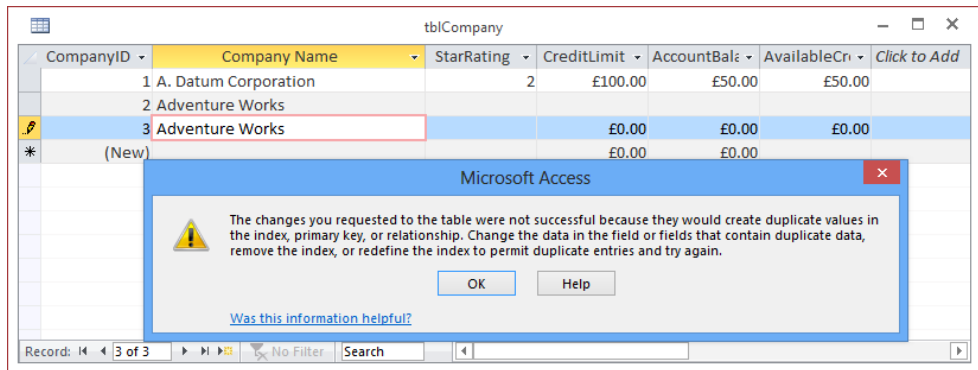 tblCompany
CompanyID Company Name StarRating CreditLimit AccountBala AvailableCr Click to Add
1 A. Datum Corporation 2 £100.00 £50.00 £50.00
2 Adventure Works
3 Adventure Works £0.00 £0.00 £0.00
(New) £0.00 £0.00
Microsoft Access
The changes you requested to the table were not successful because they would create duplicate values in
the index, primary key, or relationship. Change the data in the field or fields that contain duplicate data,
remove the index, or redefine the index to permit duplicate entries and try again.
OK Help
Was this information helpful?
Record: 3 of 3 No Filter Search